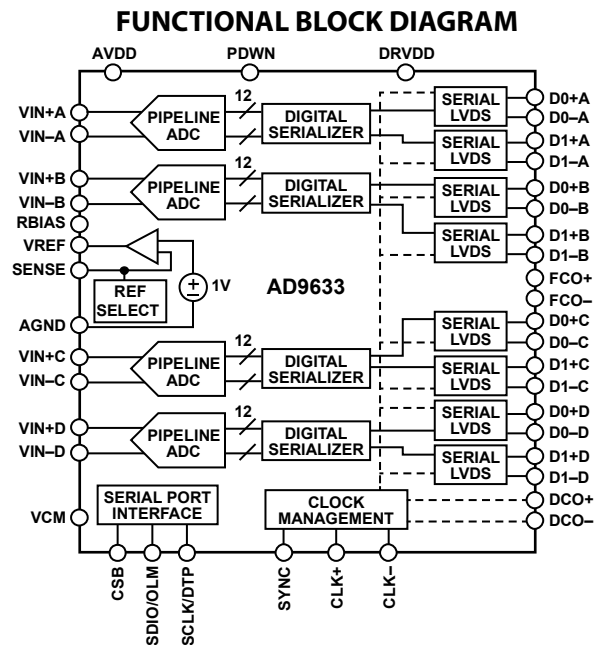 FUNCTIONAL BLOCK DIAGRAM
AVDD
PDWN
DRVDD
VIN+A
VIN–A
PIPELINE
ADC
12
DIGITAL
SERIALIZER
SERIAL
LVDS
D0+A
D0–A
SERIAL
LVDS
D1+A
D1–A
VIN+B
VIN–B
PIPELINE
ADC
12
DIGITAL
SERIALIZER
SERIAL
LVDS
D0+B
D0–B
SERIAL
LVDS
D1+B
D1–B
RBIAS
VREF
SENSE
REF
SELECT
1V
AD9633
FCO+
FCO–
AGND
VIN+C
VIN–C
PIPELINE
ADC
12
DIGITAL
SERIALIZER
SERIAL
LVDS
D0+C
D0–C
SERIAL
LVDS
D1+C
D1–C
VIN+D
VIN–D
PIPELINE
ADC
12
DIGITAL
SERIALIZER
SERIAL
LVDS
D0+D
D0–D
SERIAL
LVDS
D1+D
D1–D
VCM
SERIAL PORT
INTERFACE
CLOCK
MANAGEMENT
DCO+
DCO–
CSB
SDIO/OLM
SCLK/DTP
SYNC
CLK+
CLK–